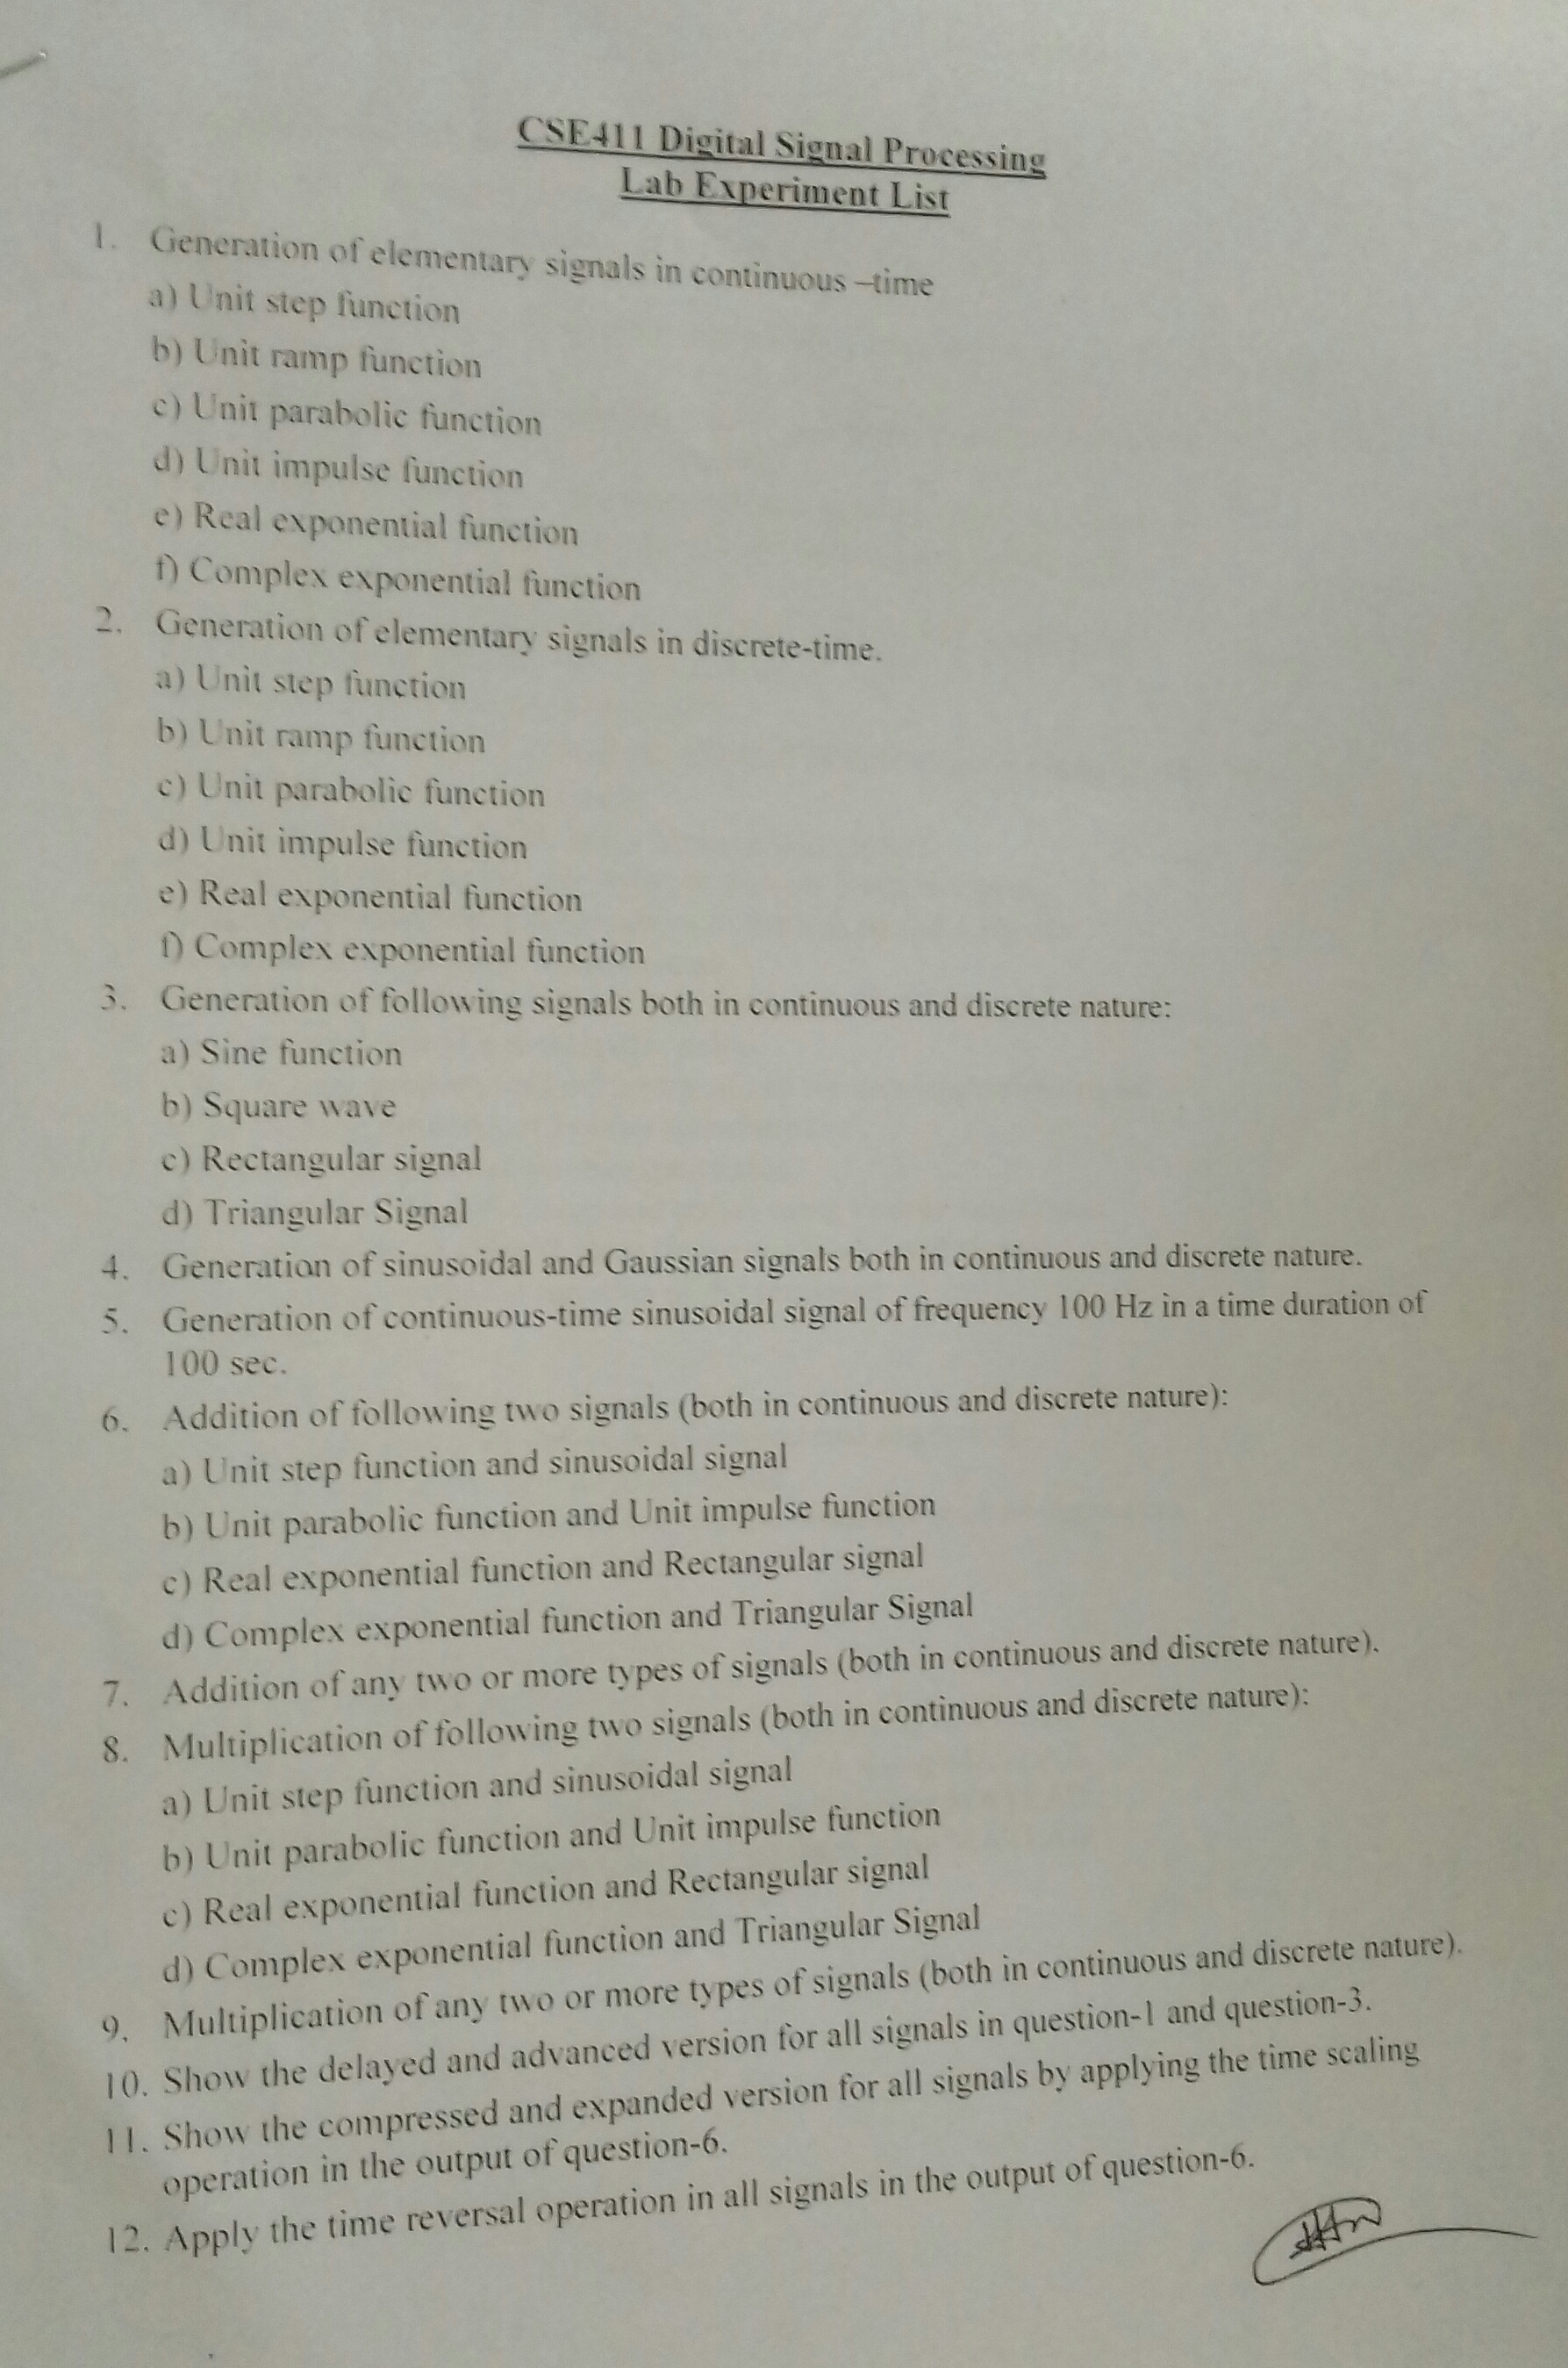 CSE411 Digital Signal Processing
Lab Experiment List
1. Generation of elementary signals in continuous –time
a) Unit step function
b) Unit ramp function
c) Unit parabolic function
d) Unit impulse function
e) Real exponential function
f) Complex exponential function
2. Generation of elementary signals in discrete-time.
a) Unit step function
b) Unit ramp function
c) Unit parabolic function
d) Unit impulse function
e) Real exponential function
f) Complex exponential function
3. Generation of following signals both in continuous and discrete nature:
a) Sine function
b) Square wave
c) Rectangular signal
d) Triangular Signal
4. Generation of sinusoidal and Gaussian signals both in continuous and discrete nature.
5. Generation of continuous-time sinusoidal signal of frequency 100 Hz in a time duration of
100 sec.
6. Addition of following two signals (both in continuous and discrete nature):
a) Unit step function and sinusoidal signal
b) Unit parabolic function and Unit impulse function
c) Real exponential function and Rectangular signal
d) Complex exponential function and Triangular Signal
7. Addition of any two or more types of signals (both in continuous and discrete nature).
8. Multiplication of following two signals (both in continuous and discrete nature):
a) Unit step function and sinusoidal signal
b) Unit parabolic function and Unit impulse function
c) Real exponential function and Rectangular signal
d) Complex exponential function and Triangular Signal
9. Multiplication of any two or more types of signals (both in continuous and discrete nature).
10. Show the delayed and advanced version for all signals in question-1 and question-3.
11. Show the compressed and expanded version for all signals by applying the time scaling
operation in the output of question-6.
12. Apply the time reversal operation in all signals in the output of question-6.